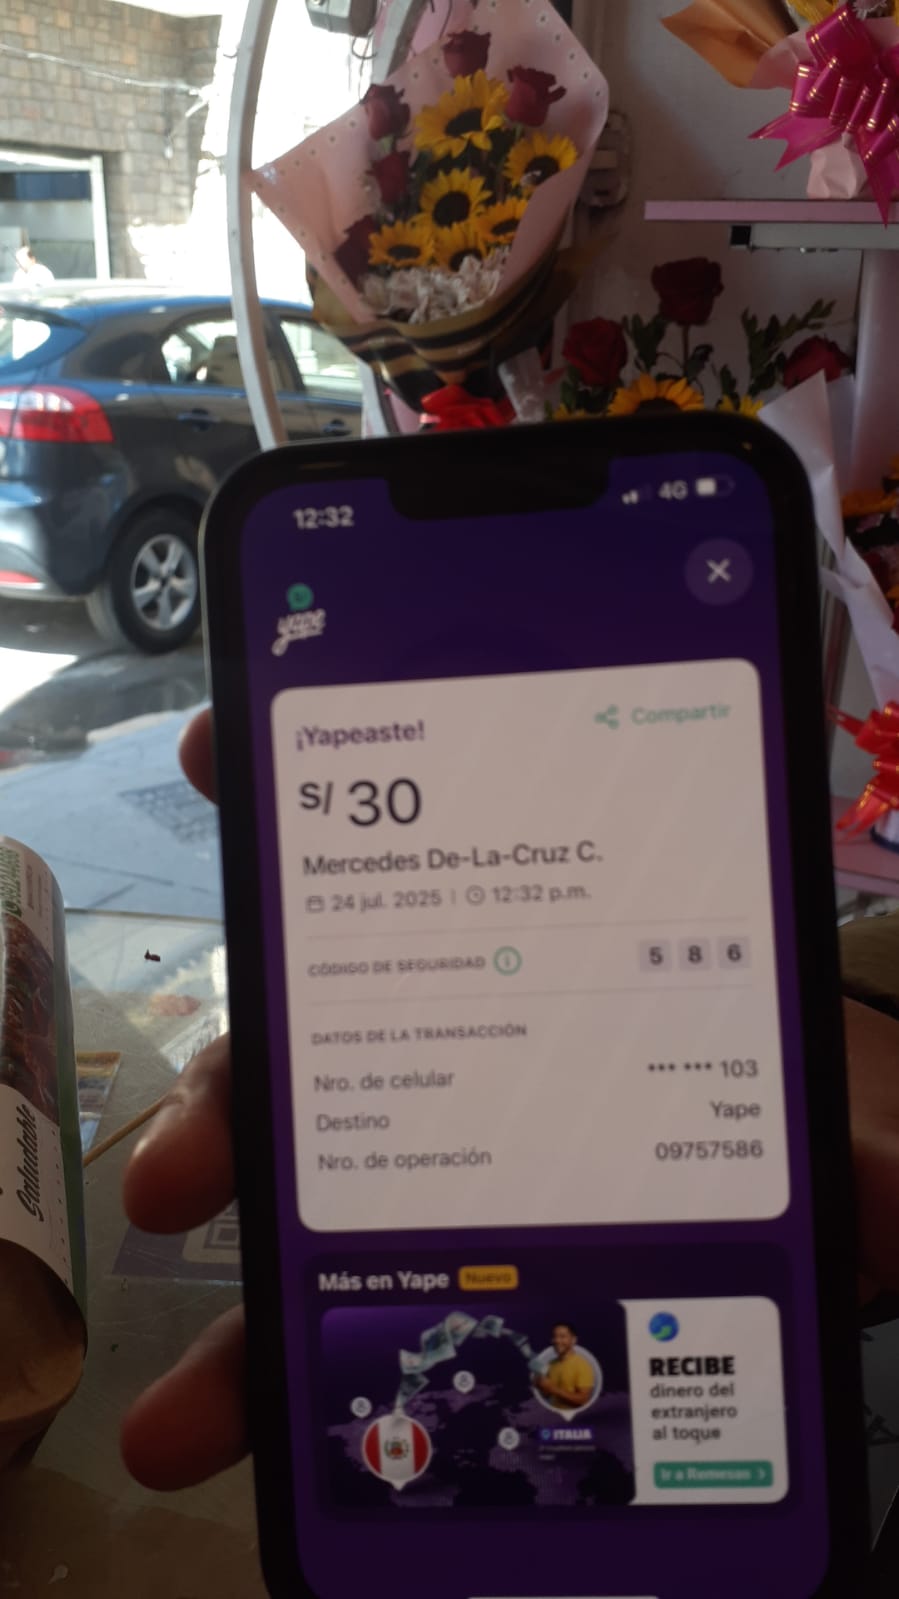 12:32
4G
yape
¡Yapeaste!
Compartir
S/ 30
Mercedes De-La-Cruz C.
24 jul. 2025 | 12:32 p.m.
CÓDIGO DE SEGURIDAD
5 8 6
DATOS DE LA TRANSACCIÓN
Nro. de celular
*** *** 103
Destino
Yape
Nro. de operación
09757586
Más en Yape
Nuevo
RECIBE
dinero del
extranjero
al toque
ITALIA
Ir a Remesas
Saludable